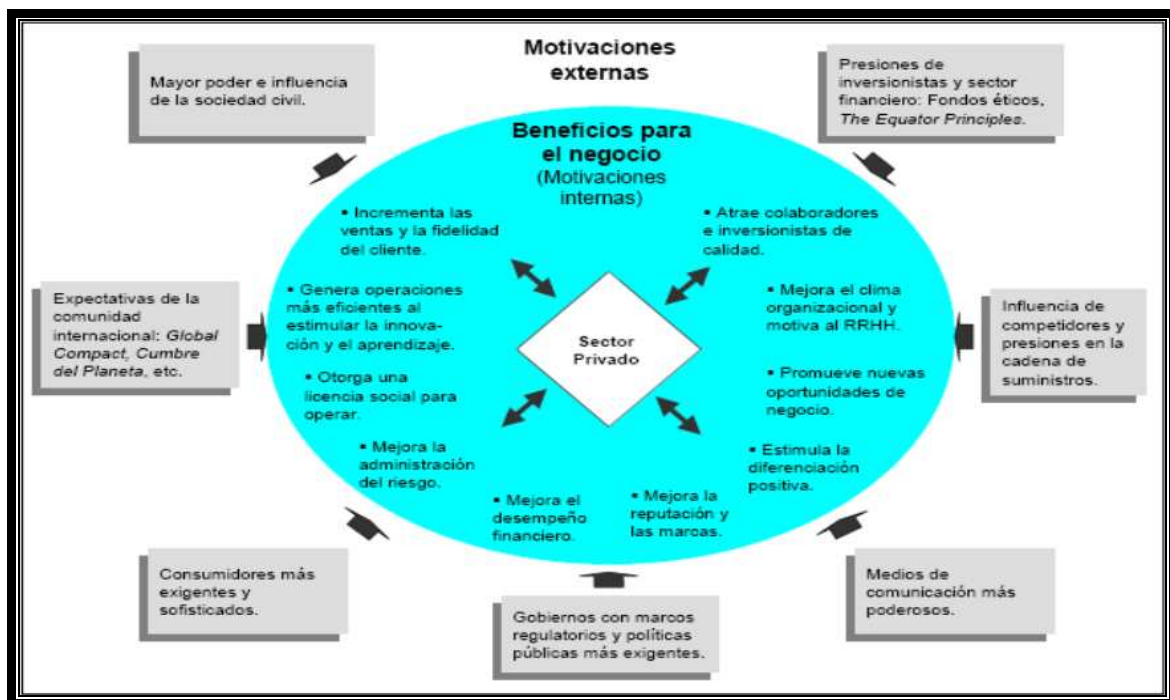 Motivaciones
externas
Mayor poder e influencia
de la sociedad civil.
Presiones de
inversionistas y sector
financiero: Fondos éticos,
The Equator Principles.
Beneficios para
el negocio
(Motivaciones
internas)
▪ Incrementa las
ventas y la fidelidad
del cliente.
▪ Atrae colaboradores
e inversionistas de
calidad.
Expectativas de la
comunidad
internacional: Global
Compact, Cumbre
del Planeta, etc.
▪ Genera operaciones
más eficientes al
estimular la innova-
ción y el aprendizaje.
Sector
Privado
▪ Mejora el clima
organizacional y
motiva al RRHH.
Influencia de
competidores y
presiones en la
cadena de
suministros.
▪ Otorga una
licencia social para
operar.
▪ Promueve nuevas
oportunidades de
negocio.
▪ Mejora la
administración
del riesgo.
▪ Estimula la
diferenciación
positiva.
▪ Mejora el
desempeño
financiero.
▪ Mejora la
reputación y
las marcas.
Consumidores más
exigentes y
sofisticados.
Gobiernos con marcos
regulatorios y políticas
públicas más exigentes.
Medios de
comunicación más
poderosos.